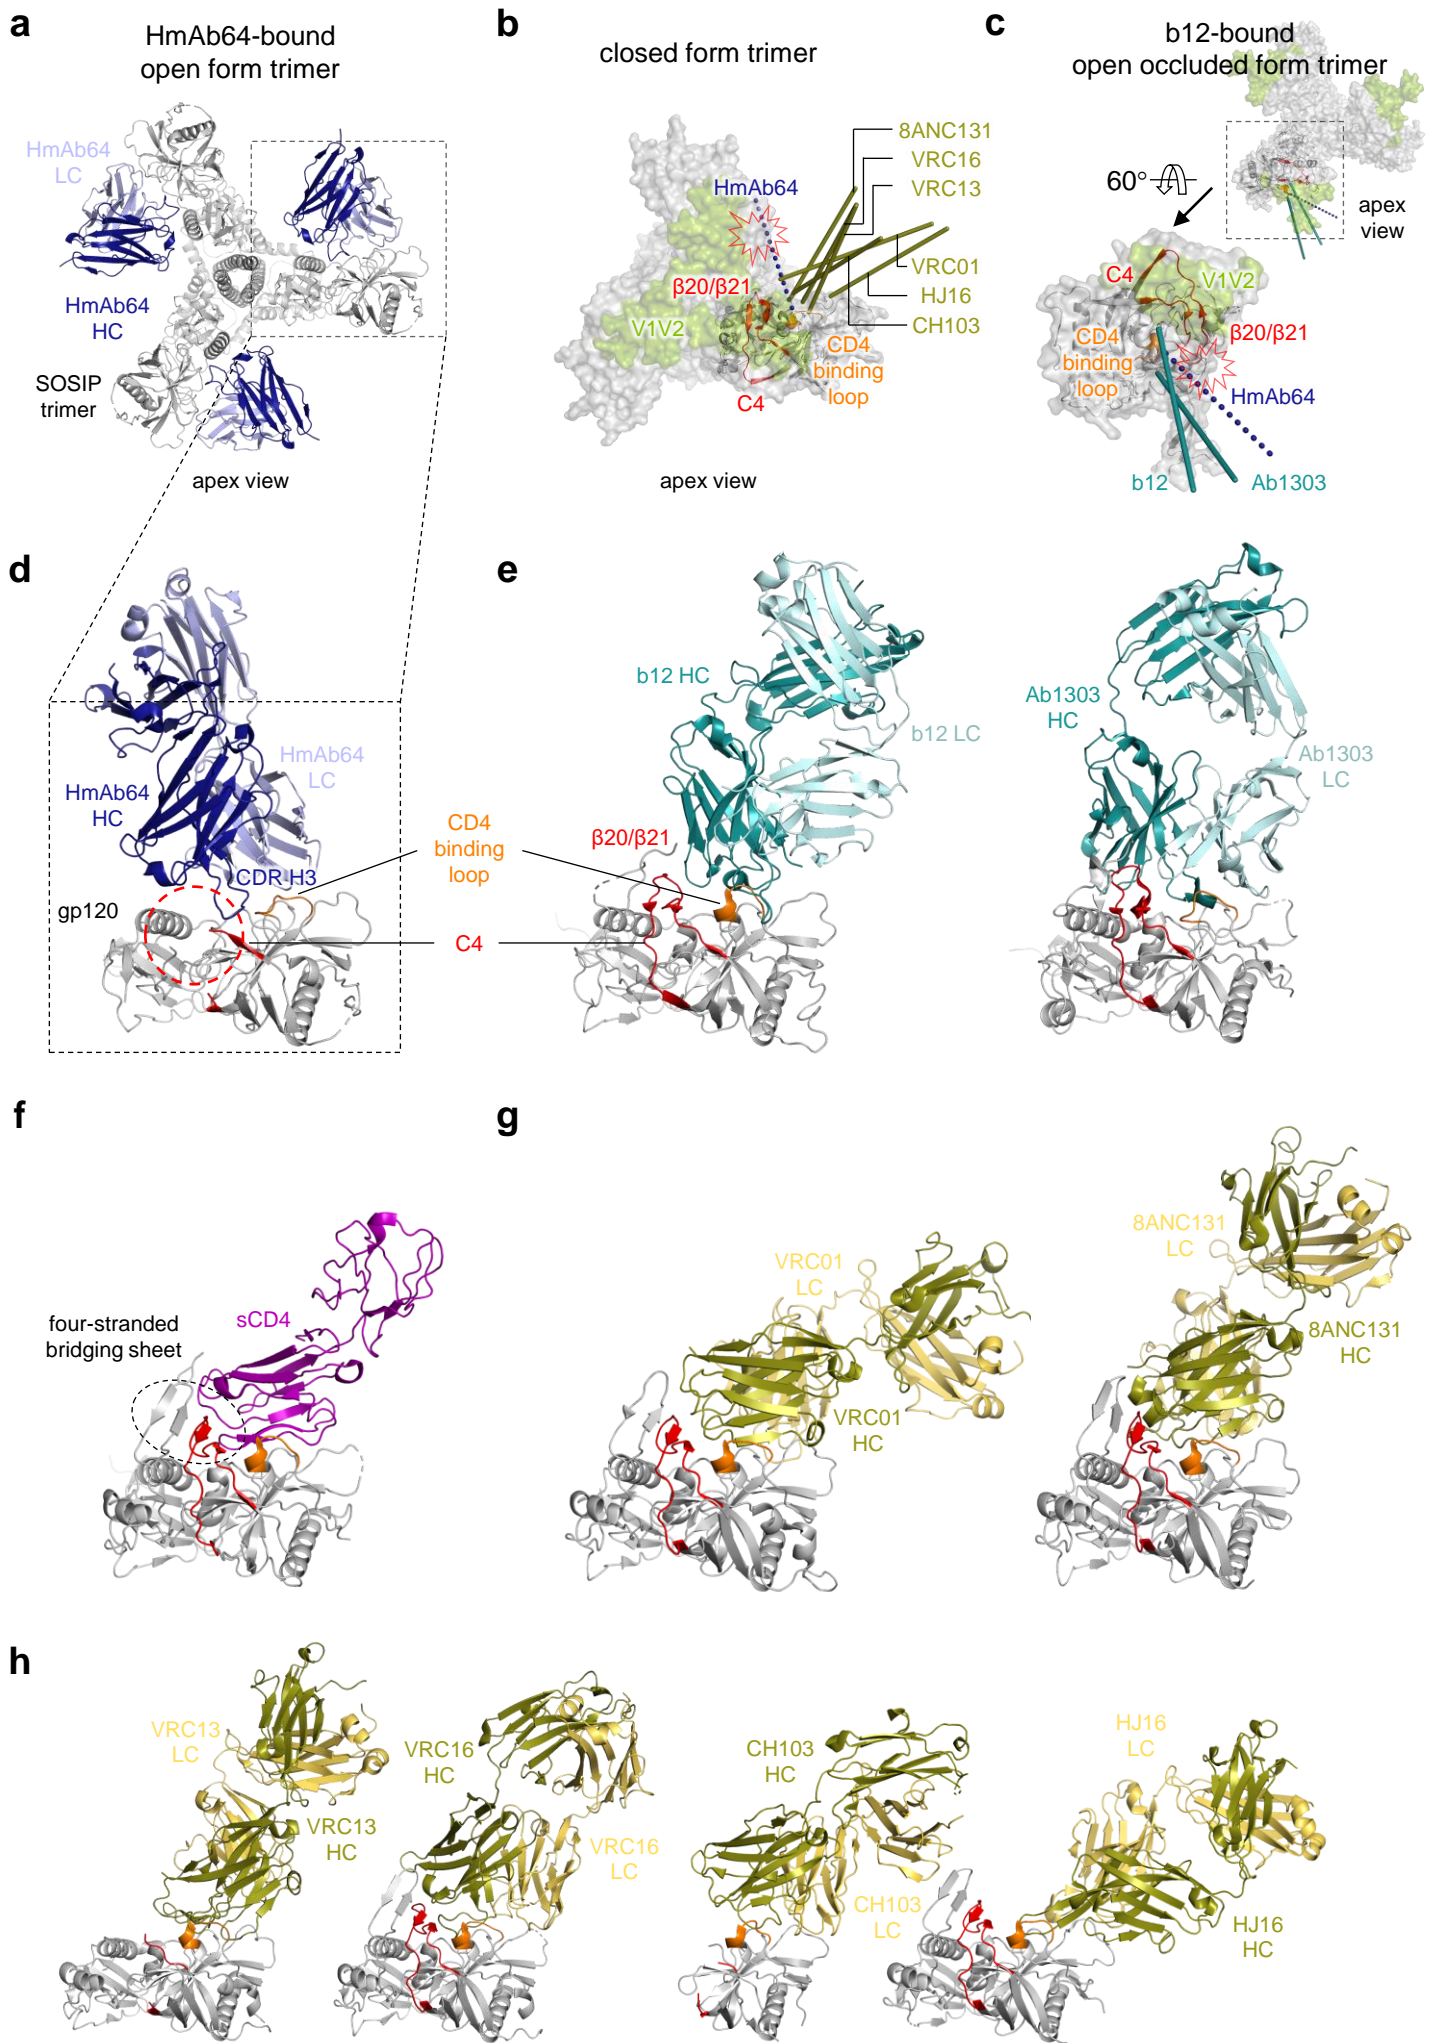 a
HmAb64-bound
open form trimer
HmAb64
LC
HmAb64
HC
SOSIP
trimer
apex view
b
closed form trimer
8ANC131
VRC16
VRC13
HmAb64
VRC01
HJ16
CH103
β20/β21
V1V2
CD4
binding
loop
C4
apex view
c
b12-bound
open occluded form trimer
60°
apex
view
C4
V1V2
CD4
binding
loop
β20/β21
HmAb64
b12
Ab1303
d
HmAb64
LC
HmAb64
HC
CDR-H3
gp120
CD4
binding
loop
C4
e
b12 HC
b12 LC
β20/β21
Ab1303
HC
Ab1303
LC
f
four-stranded
bridging sheet
sCD4
g
VRC01
LC
VRC01
HC
8ANC131
LC
8ANC131
HC
h
VRC13
LC
VRC13
HC
VRC16
HC
VRC16
LC
CH103
HC
CH103
LC
HJ16
LC
HJ16
HC